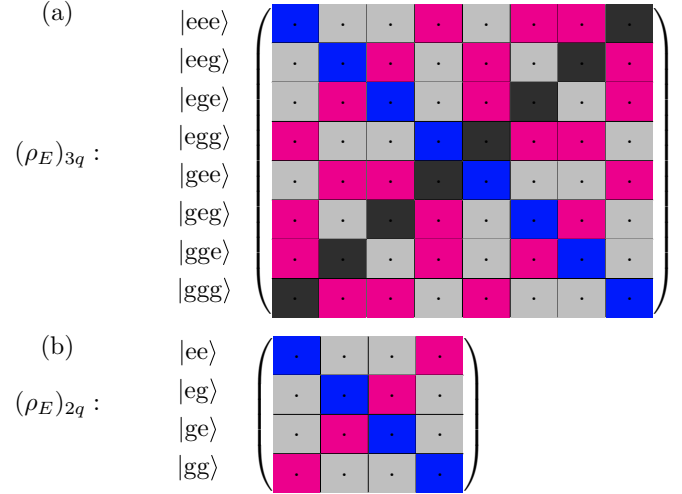 (a)
|eee⟩
|eeg⟩
|ege⟩
(ρ_E)_{3q} :
|egg⟩
|gee⟩
|geg⟩
|gge⟩
|ggg⟩
(b)
|ee⟩
|eg⟩
(ρ_E)_{2q} :
|ge⟩
|gg⟩